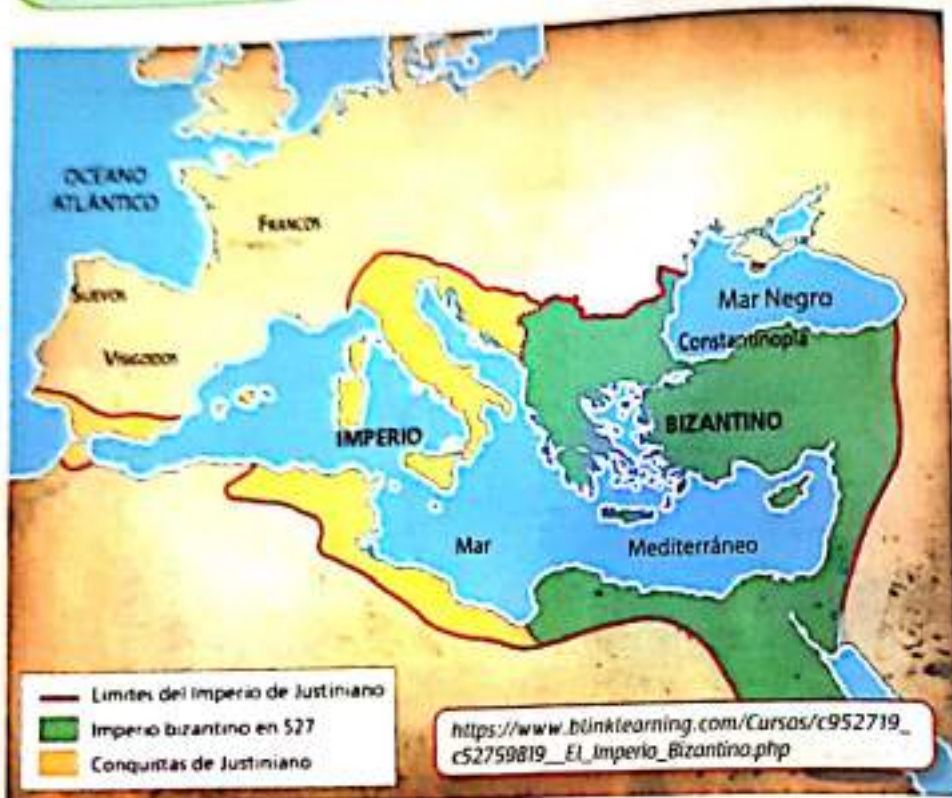 OCÉANO
ATLÁNTICO
FRANCOS
SUEVOS
VISIGODOS
Mar Negro
Constantinopla
IMPERIO
BIZANTINO
Mar
Mediterráneo
Límites del Imperio de Justiniano
Imperio bizantino en 527
Conquistas de Justiniano
https://www.blinklearning.com/Cursos/c952719_
c52759819__El_Imperio_Bizantino.php